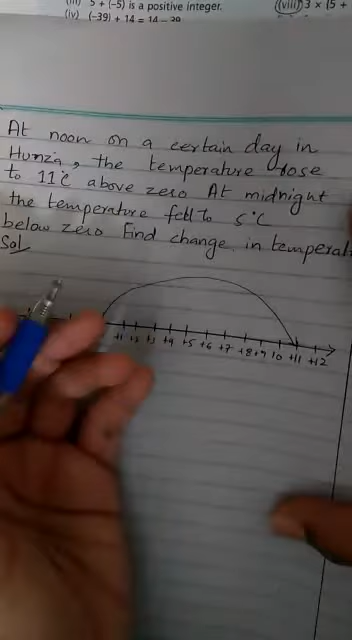 5 + (-5) is a positive integer.
(iv) (-39) + 14 = 14 - 39
(viii) 3 × (5 +
At noon on a certain day in
Hunza, the temperature rose
to 11°C above zero At midnight
the temperature fell to 5°C
below zero Find change in temperat
Sol
+1 +2 +3 +4 +5 +6 +7 +8 +9 10 +11 +12